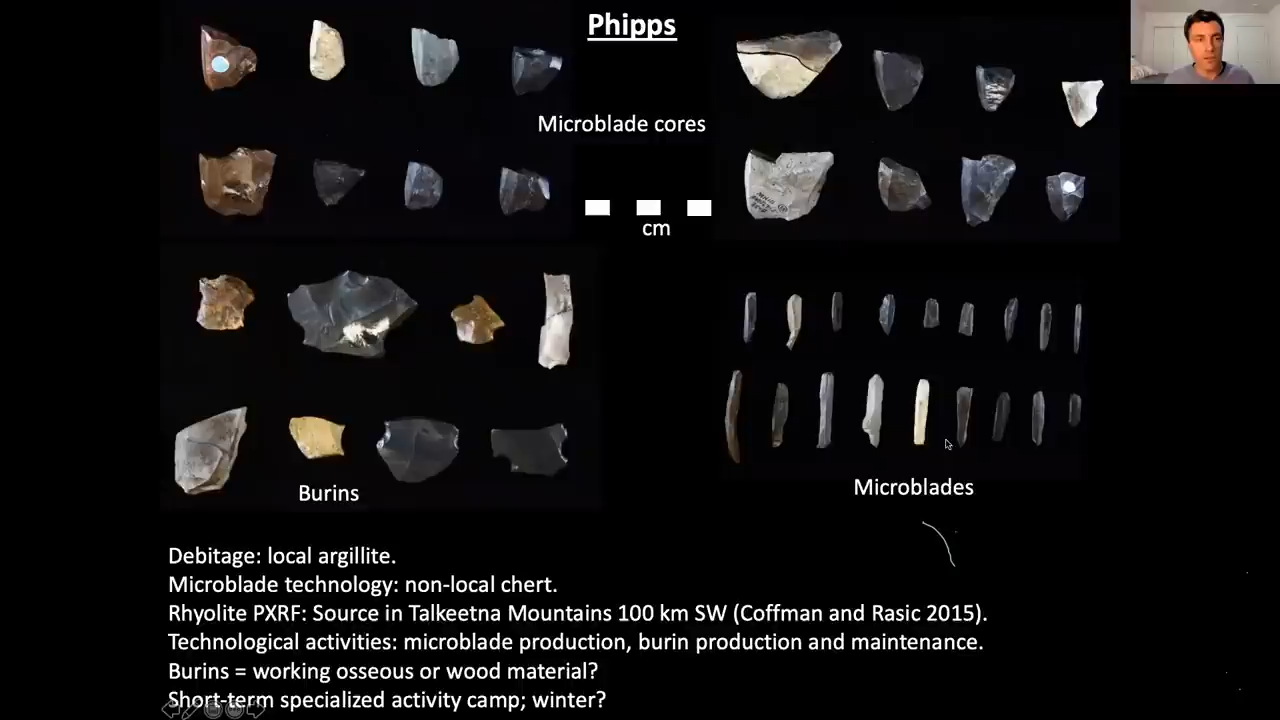 Phipps
Microblade cores
cm
Burins
Microblades
Debitage: local argillite.
Microblade technology: non-local chert.
Rhyolite PXRF: Source in Talkeetna Mountains 100 km SW (Coffman and Rasic 2015).
Technological activities: microblade production, burin production and maintenance.
Burins = working osseous or wood material?
Short-term specialized activity camp; winter?